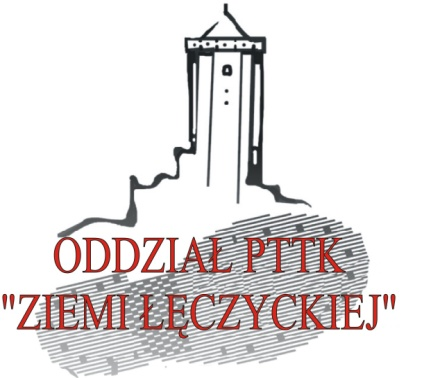 ODDZIAŁ PTTK
"ZIEMI ŁĘCZYCKIEJ"